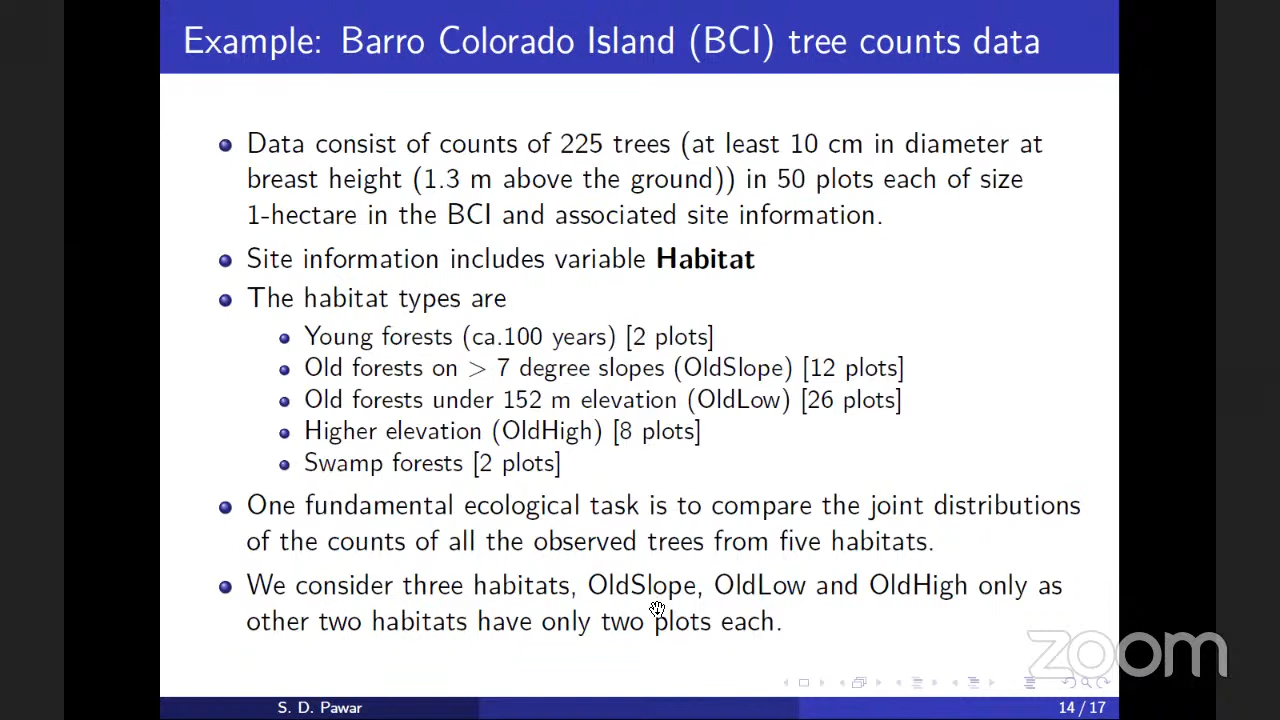 Example: Barro Colorado Island (BCI) tree counts data
Data consist of counts of 225 trees (at least 10 cm in diameter at
breast height (1.3 m above the ground)) in 50 plots each of size
1-hectare in the BCI and associated site information.
Site information includes variable Habitat
The habitat types are
Young forests (ca.100 years) [2 plots]
Old forests on > 7 degree slopes (OldSlope) [12 plots]
Old forests under 152 m elevation (OldLow) [26 plots]
Higher elevation (OldHigh) [8 plots]
Swamp forests [2 plots]
One fundamental ecological task is to compare the joint distributions
of the counts of all the observed trees from five habitats.
We consider three habitats, OldSlope, OldLow and OldHigh only as
other two habitats have only two plots each.
zoom
S. D. Pawar
14 / 17